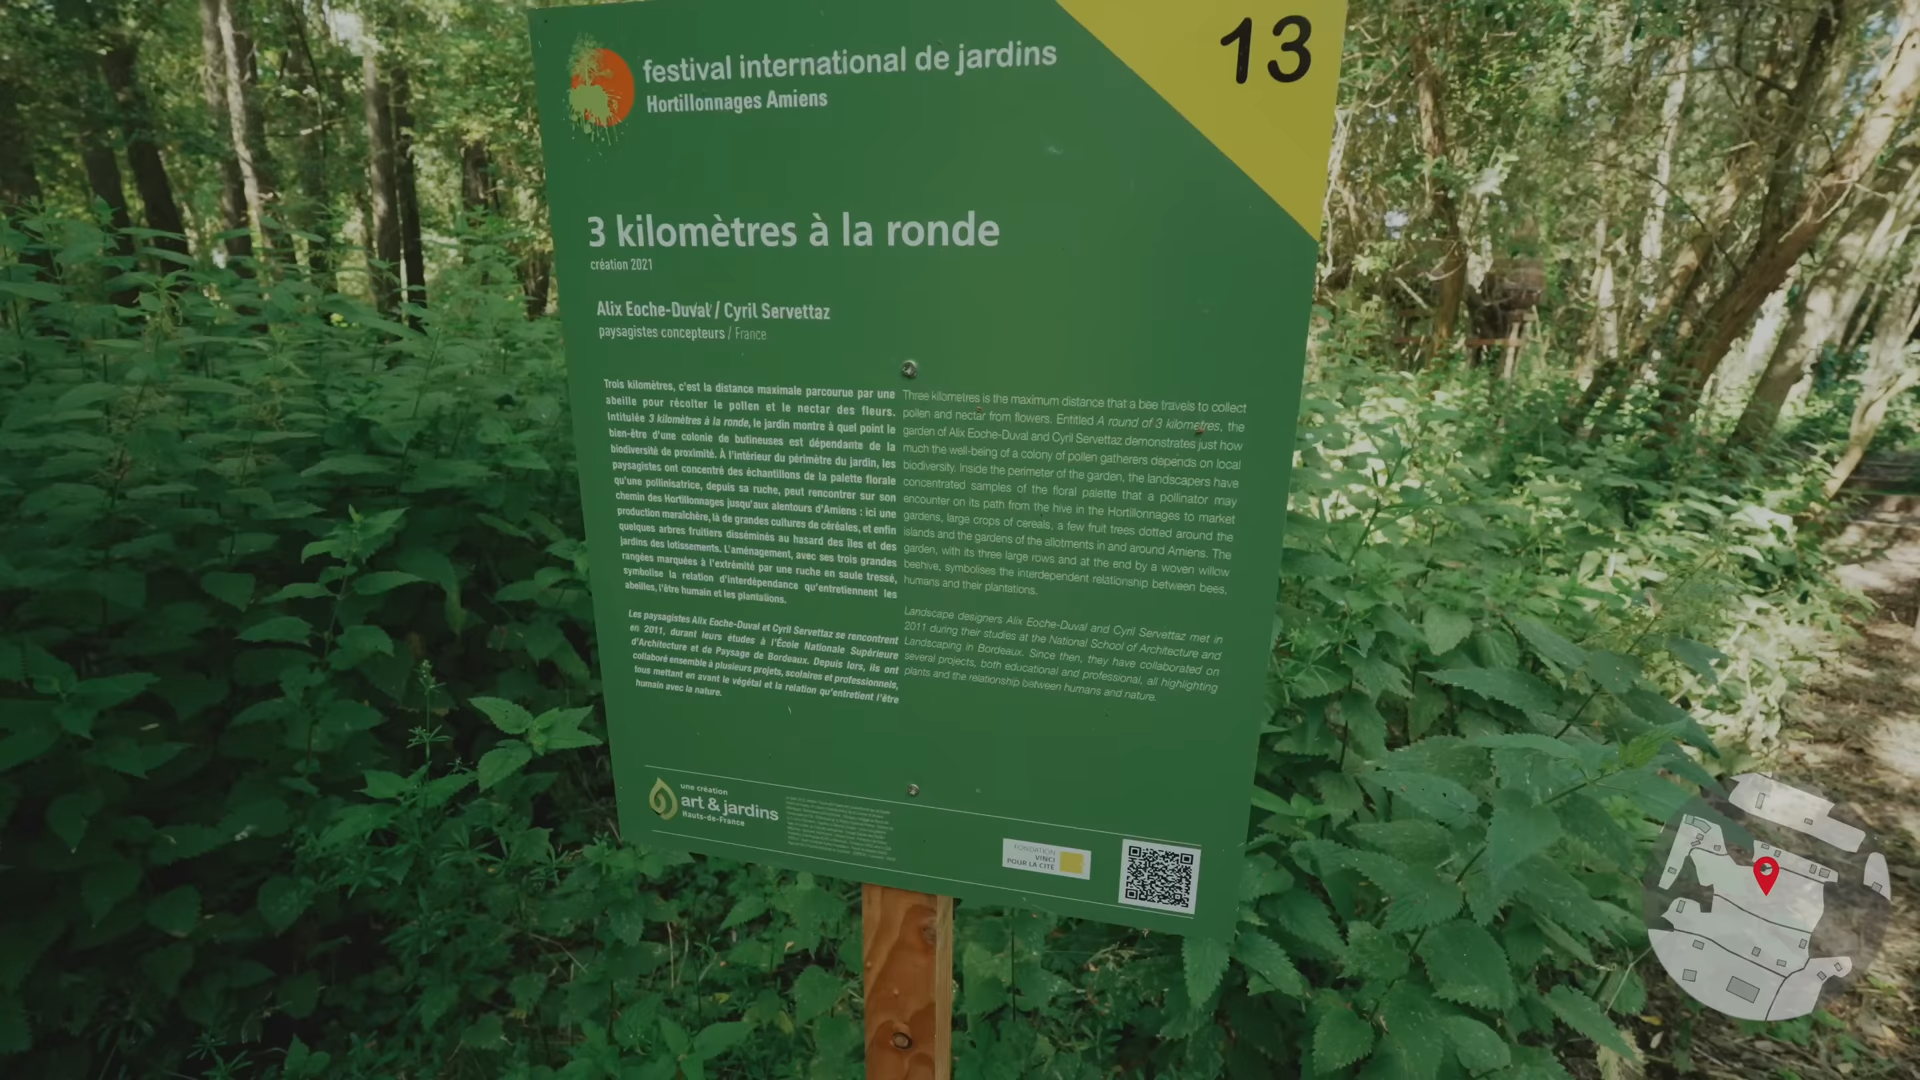 13
festival international de jardins
Hortillonnages Amiens
3 kilomètres à la ronde
création 2021
Alix Eoche-Duval / Cyril Servettaz
paysagistes concepteurs / France
Trois kilomètres, c'est la distance maximale parcourue par une
abeille pour récolter le pollen et le nectar des fleurs.
Intitulée 3 kilomètres à la ronde, le jardin montre à quel point le
bien-être d'une colonie de butineuses est dépendante de la
biodiversité de proximité. À l'intérieur du périmètre du jardin, les
paysagistes ont concentré des échantillons de la palette florale
qu'une pollinisatrice, depuis sa ruche, peut rencontrer sur son
chemin des Hortillonnages jusqu'aux alentours d'Amiens : ici une
production maraîchère, là de grandes cultures de céréales, et enfin
quelques arbres fruitiers disséminés au hasard des îles et des
jardins des lotissements. L'aménagement, avec ses trois grandes
rangées marquées à l'extrémité par une ruche en saule tressé,
symbolise la relation d'interdépendance qu'entretiennent les
abeilles, l'être humain et les plantations.
Les paysagistes Alix Eoche-Duval et Cyril Servettaz se rencontrent
en 2011, durant leurs études à l'École Nationale Supérieure
d'Architecture et de Paysage de Bordeaux. Depuis lors, ils ont
collaboré ensemble à plusieurs projets, scolaires et professionnels,
tous mettant en avant le végétal et la relation qu'entretient l'être
humain avec la nature.
Three kilometres is the maximum distance that a bee travels to collect
pollen and nectar from flowers. Entitled A round of 3 kilometres, the
garden of Alix Eoche-Duval and Cyril Servettaz demonstrates just how
much the well-being of a colony of pollen gatherers depends on local
biodiversity. Inside the perimeter of the garden, the landscapers have
concentrated samples of the floral palette that a pollinator may
encounter on its path from the hive in the Hortillonnages to market
gardens, large crops of cereals, a few fruit trees dotted around the
islands and the gardens of the allotments in and around Amiens. The
garden, with its three large rows and at the end by a woven willow
beehive, symbolises the interdependent relationship between bees,
humans and their plantations.
Landscape designers Alix Eoche-Duval and Cyril Servettaz met in
2011 during their studies at the National School of Architecture and
Landscaping in Bordeaux. Since then, they have collaborated on
several projects, both educational and professional, all highlighting
plants and the relationship between humans and nature.
une création
art & jardins
Hauts-de-France
FONDATION
VINCI
POUR LA CITÉ